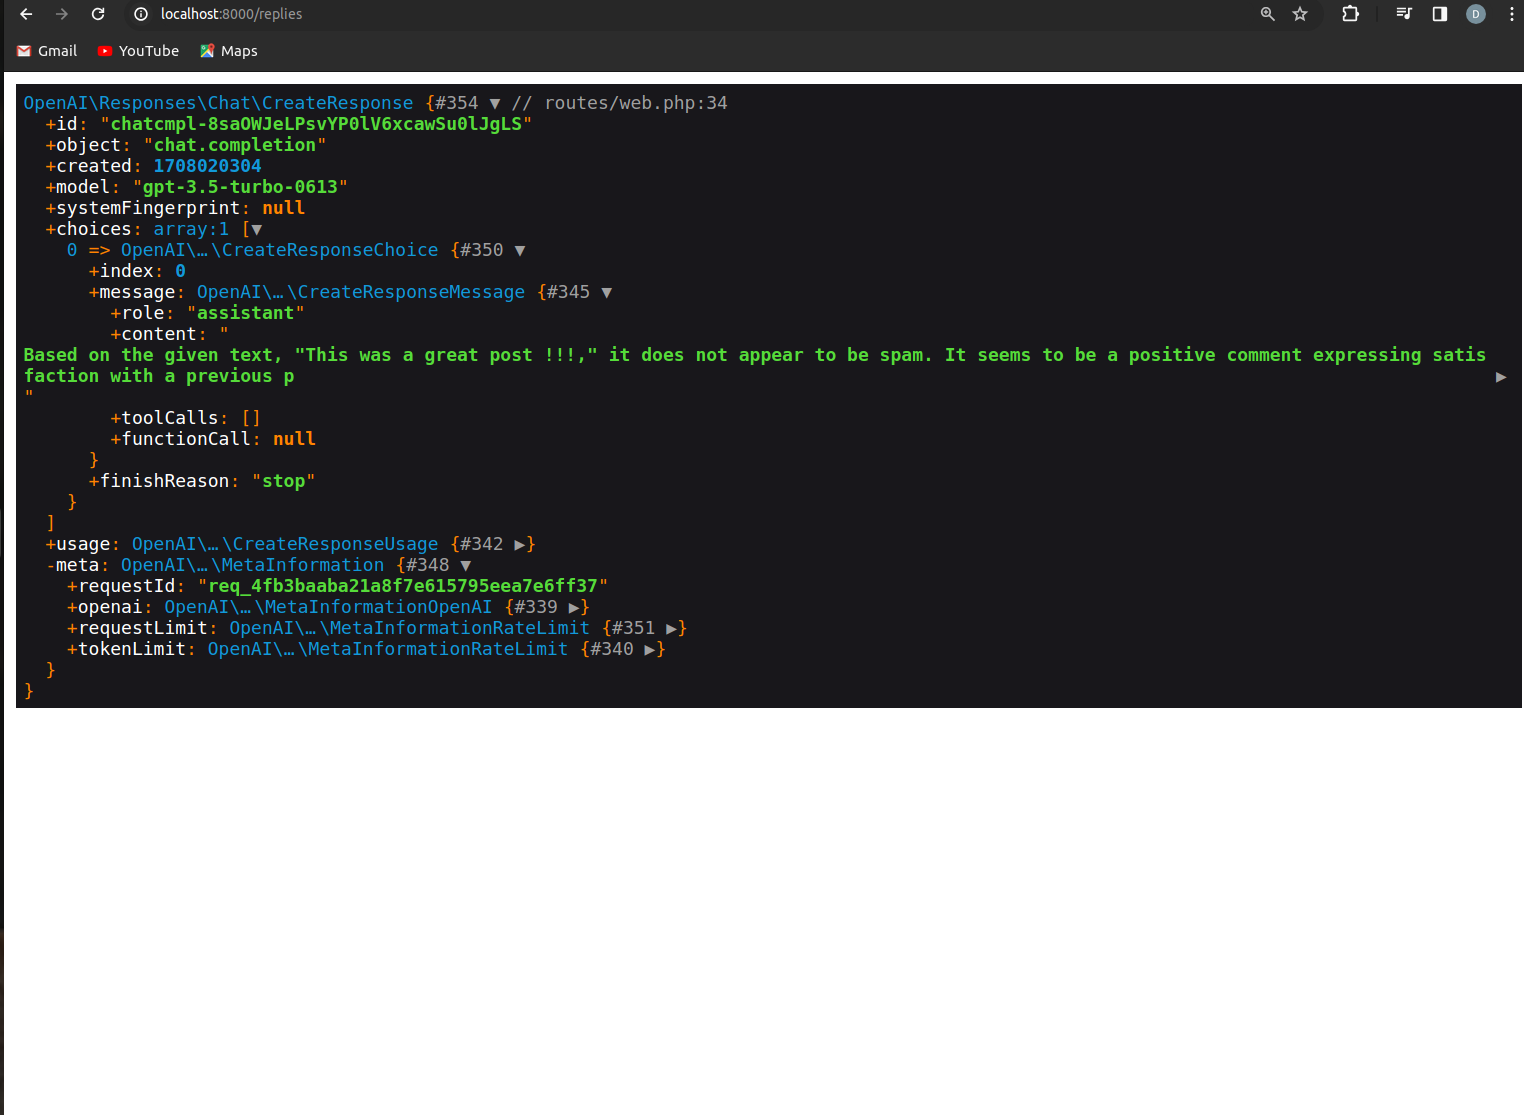 localhost:8000/replies
D
Gmail YouTube Maps
OpenAI\Responses\Chat\CreateResponse {#354 ▼ // routes/web.php:34
+id: "chatcmpl-8saOWJeLPsvYP0lV6xcawSu0lJgLS"
+object: "chat.completion"
+created: 1708020304
+model: "gpt-3.5-turbo-0613"
+systemFingerprint: null
+choices: array:1 [▼
0 => OpenAI\…\CreateResponseChoice {#350 ▼
+index: 0
+message: OpenAI\…\CreateResponseMessage {#345 ▼
+role: "assistant"
+content: "
Based on the given text, "This was a great post !!!," it does not appear to be spam. It seems to be a positive comment expressing satis
faction with a previous p ▶
"
+toolCalls: []
+functionCall: null
}
+finishReason: "stop"
}
]
+usage: OpenAI\…\CreateResponseUsage {#342 ▶}
-meta: OpenAI\…\MetaInformation {#348 ▼
+requestId: "req_4fb3baaba21a8f7e615795eea7e6ff37"
+openai: OpenAI\…\MetaInformationOpenAI {#339 ▶}
+requestLimit: OpenAI\…\MetaInformationRateLimit {#351 ▶}
+tokenLimit: OpenAI\…\MetaInformationRateLimit {#340 ▶}
}
}